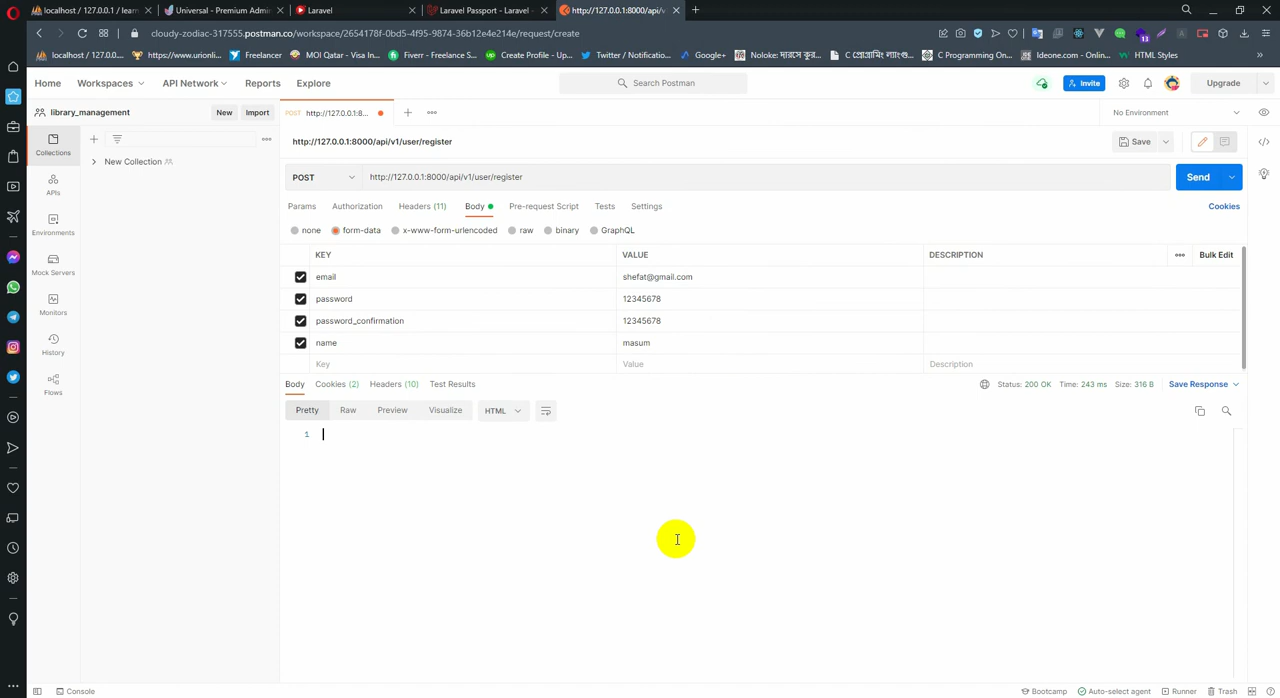 localhost / 127.0.0.1 / learn
Universal - Premium Admi
Laravel
Laravel Passport - Laravel -
http://127.0.0.1:8000/api/v
cloudy-zodiac-317555.postman.co/workspace/2654178f-0bd5-4f95-9874-36b12e4e214e/request/create
localhost / 127.0.0....
https://www.urionli...
Freelancer
MOI Qatar - Visa In...
Fiverr - Freelance S...
Create Profile - Up...
Twitter / Notificatio...
Google+
Noloke: দারসে কুর...
C প্রোগ্রামিং ল্যাংগু...
C Programming On...
Ideone.com - Onlin...
HTML Styles
Home
Workspaces
API Network
Reports
Explore
Search Postman
Invite
Upgrade
library_management
New
Import
POST http://127.0.0.1:8...
No Environment
Collections
New Collection
http://127.0.0.1:8000/api/v1/user/register
Save
APIs
POST
http://127.0.0.1:8000/api/v1/user/register
Send
Params
Authorization
Headers (11)
Body
Pre-request Script
Tests
Settings
Cookies
Environments
none
form-data
x-www-form-urlencoded
raw
binary
GraphQL
KEY
VALUE
DESCRIPTION
Bulk Edit
Mock Servers
email
shefat@gmail.com
password
12345678
Monitors
password_confirmation
12345678
name
masum
History
Key
Value
Description
Flows
Body
Cookies (2)
Headers (10)
Test Results
Status: 200 OK
Time: 243 ms
Size: 316 B
Save Response
Pretty
Raw
Preview
Visualize
HTML
1
Console
Bootcamp
Auto-select agent
Runner
Trash